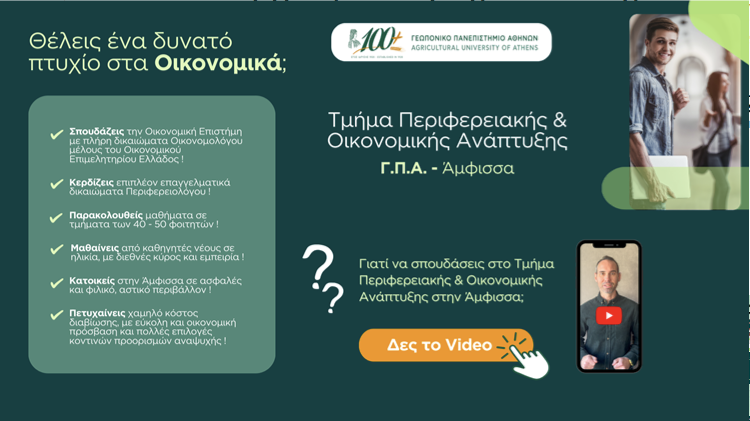 Θέλεις ένα δυνατό
πτυχίο στα Οικονομικά;
Σπουδάζεις την Οικονομική Επιστήμη
με πλήρη δικαιώματα Οικονομολόγου
μέλους του Οικονομικού
Επιμελητηρίου Ελλάδος !
Κερδίζεις επιπλέον επαγγελματικά
δικαιώματα Περιφερειολόγου !
Παρακολουθείς μαθήματα σε
τμήματα των 40 - 50 φοιτητών !
Μαθαίνεις από καθηγητές νέους σε
ηλικία, με διεθνές κύρος και εμπειρία !
Κατοικείς στην Άμφισσα σε ασφαλές
και φιλικό, αστικό περιβάλλον !
Πετυχαίνεις χαμηλό κόστος
διαβίωσης, με εύκολη και οικονομική
πρόσβαση και πολλές επιλογές
κοντινών προορισμών αναψυχής !
100+
ΓΕΩΠΟΝΙΚΟ ΠΑΝΕΠΙΣΤΗΜΙΟ ΑΘΗΝΩΝ
AGRICULTURAL UNIVERSITY OF ATHENS
Τμήμα Περιφερειακής &
Οικονομικής Ανάπτυξης
Γ.Π.Α. - Άμφισσα
? ?
Γιατί να σπουδάσεις στο Τμήμα
Περιφερειακής & Οικονομικής
Ανάπτυξης στην Άμφισσα;
Δες το Video